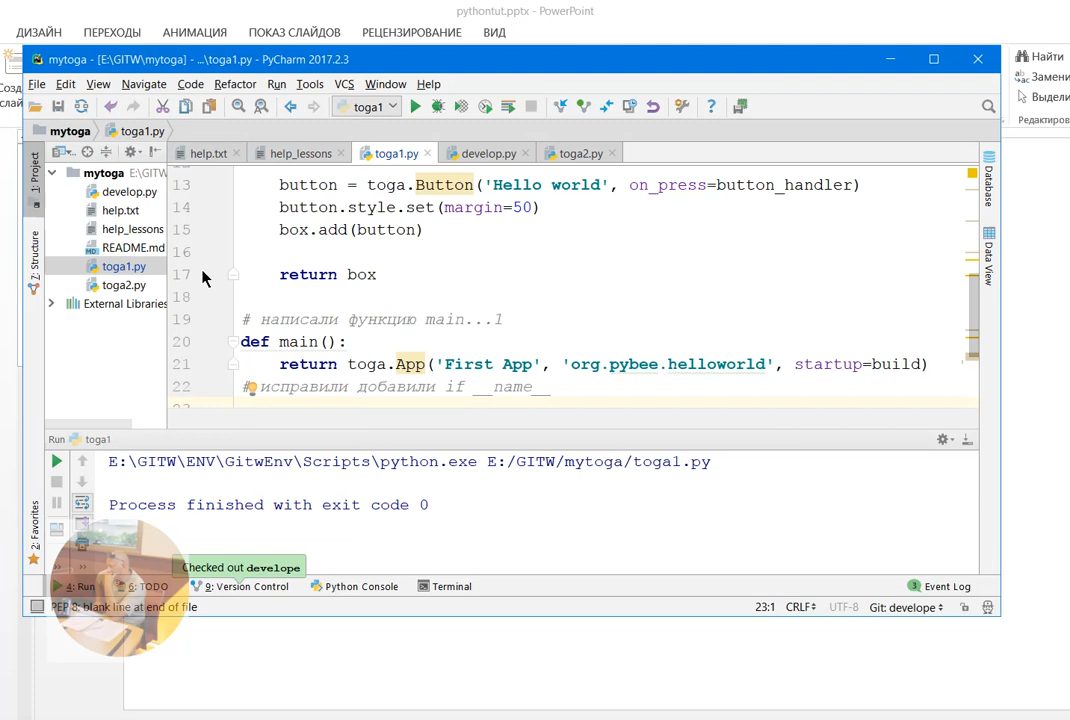 pythontut.pptx - PowerPoint
ДИЗАЙН ПЕРЕХОДЫ АНИМАЦИЯ ПОКАЗ СЛАЙДОВ РЕЦЕНЗИРОВАНИЕ ВИД
Созд
слай
Найти
Замени
Выдели
Редактиров
mytoga - [E:\GITW\mytoga] - ...\toga1.py - PyCharm 2017.2.3
File Edit View Navigate Code Refactor Run Tools VCS Window Help
toga1
mytoga toga1.py
1: Project
Z: Structure
2: Favorites
mytoga E:\GITW
develop.py
help.txt
help_lessons
README.md
toga1.py
toga2.py
External Libraries
help.txt help_lessons toga1.py develop.py toga2.py
13 button = toga.Button('Hello world', on_press=button_handler)
14 button.style.set(margin=50)
15 box.add(button)
16
17 return box
18
19 # написали функцию main...1
20 def main():
21 return toga.App('First App', 'org.pybee.helloworld', startup=build)
22 # исправили добавили if __name__
23
Database
Data View
Run toga1
E:\GITW\ENV\GitwEnv\Scripts\python.exe E:/GITW/mytoga/toga1.py
Process finished with exit code 0
Checked out develope
4: Run 6: TODO 9: Version Control Python Console Terminal 3 Event Log
PEP 8: blank line at end of file 23:1 CRLF UTF-8 Git: develope